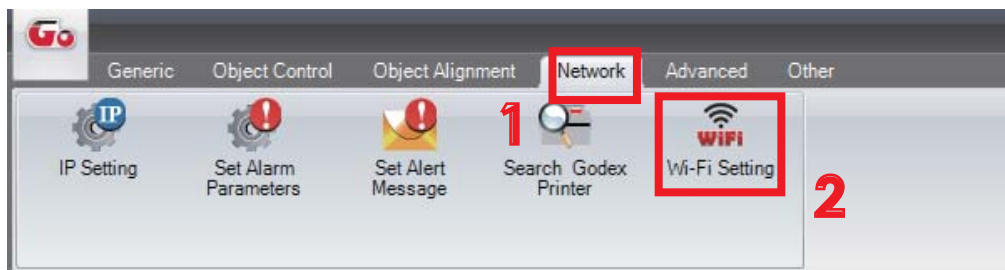 Go
Generic Object Control Object Alignment Network Advanced Other
1
IP
WiFi
IP Setting Set Alarm Set Alert Search Godex Wi-Fi Setting
Parameters Message Printer
2